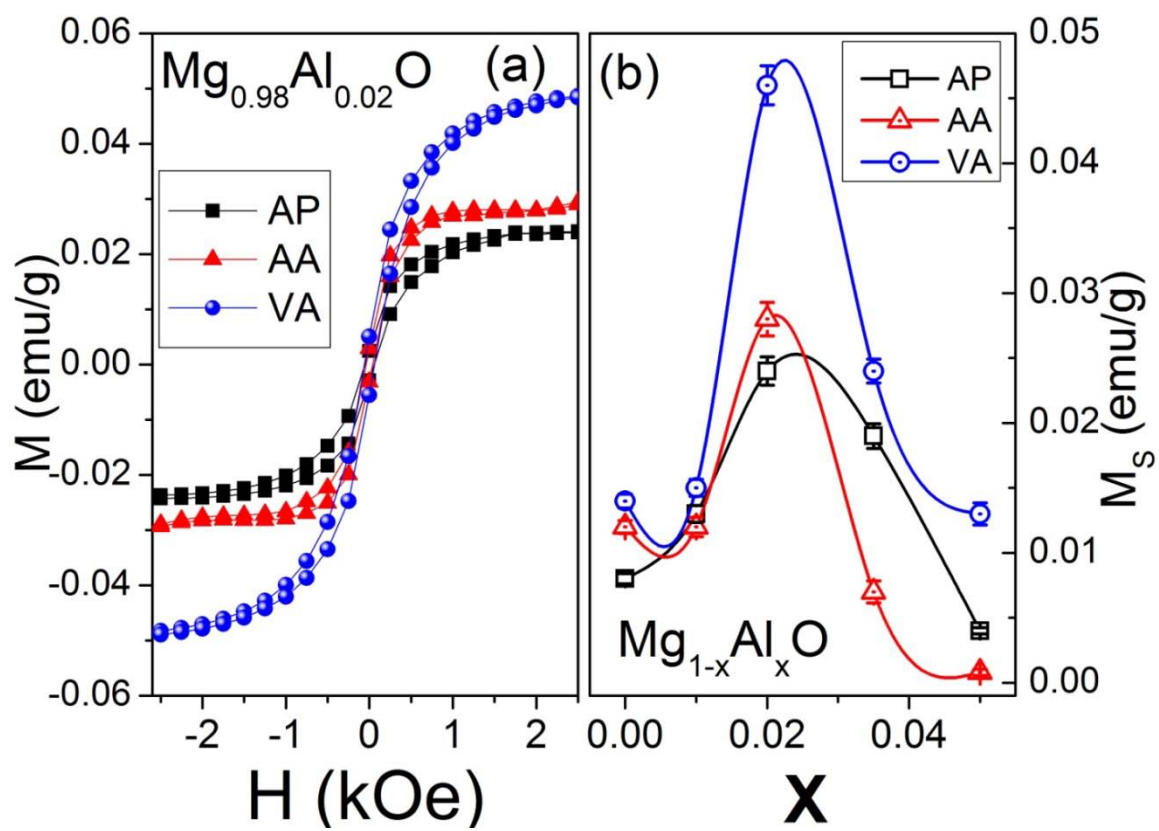 Mg0.98Al0.02O (a)
AP
AA
VA
0.06
0.04
0.02
0.00
-0.02
-0.04
-0.06
M (emu/g)
-2 -1 0 1 2
H (kOe)
(b)
AP
AA
VA
Mg1-xAlxO
0.05
0.04
0.03
0.02
0.01
0.00
MS (emu/g)
0.00 0.02 0.04
X